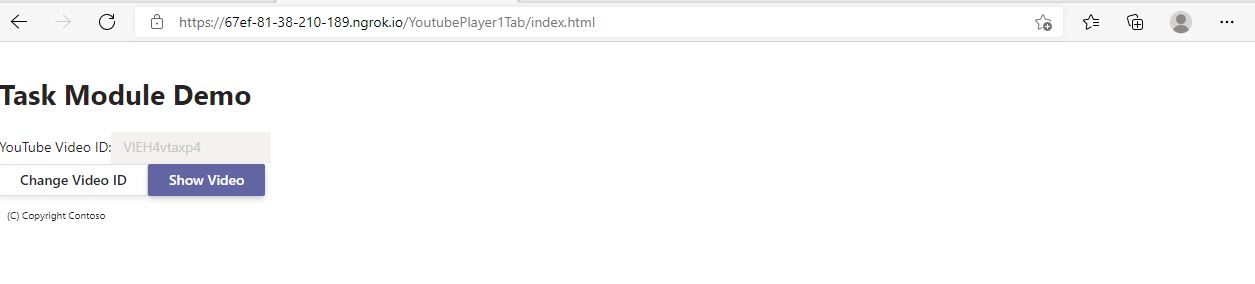 https://67ef-81-38-210-189.ngrok.io/YoutubePlayer1Tab/index.html
Task Module Demo
YouTube Video ID: VIEH4vtaxp4
Change Video ID Show Video
(C) Copyright Contoso